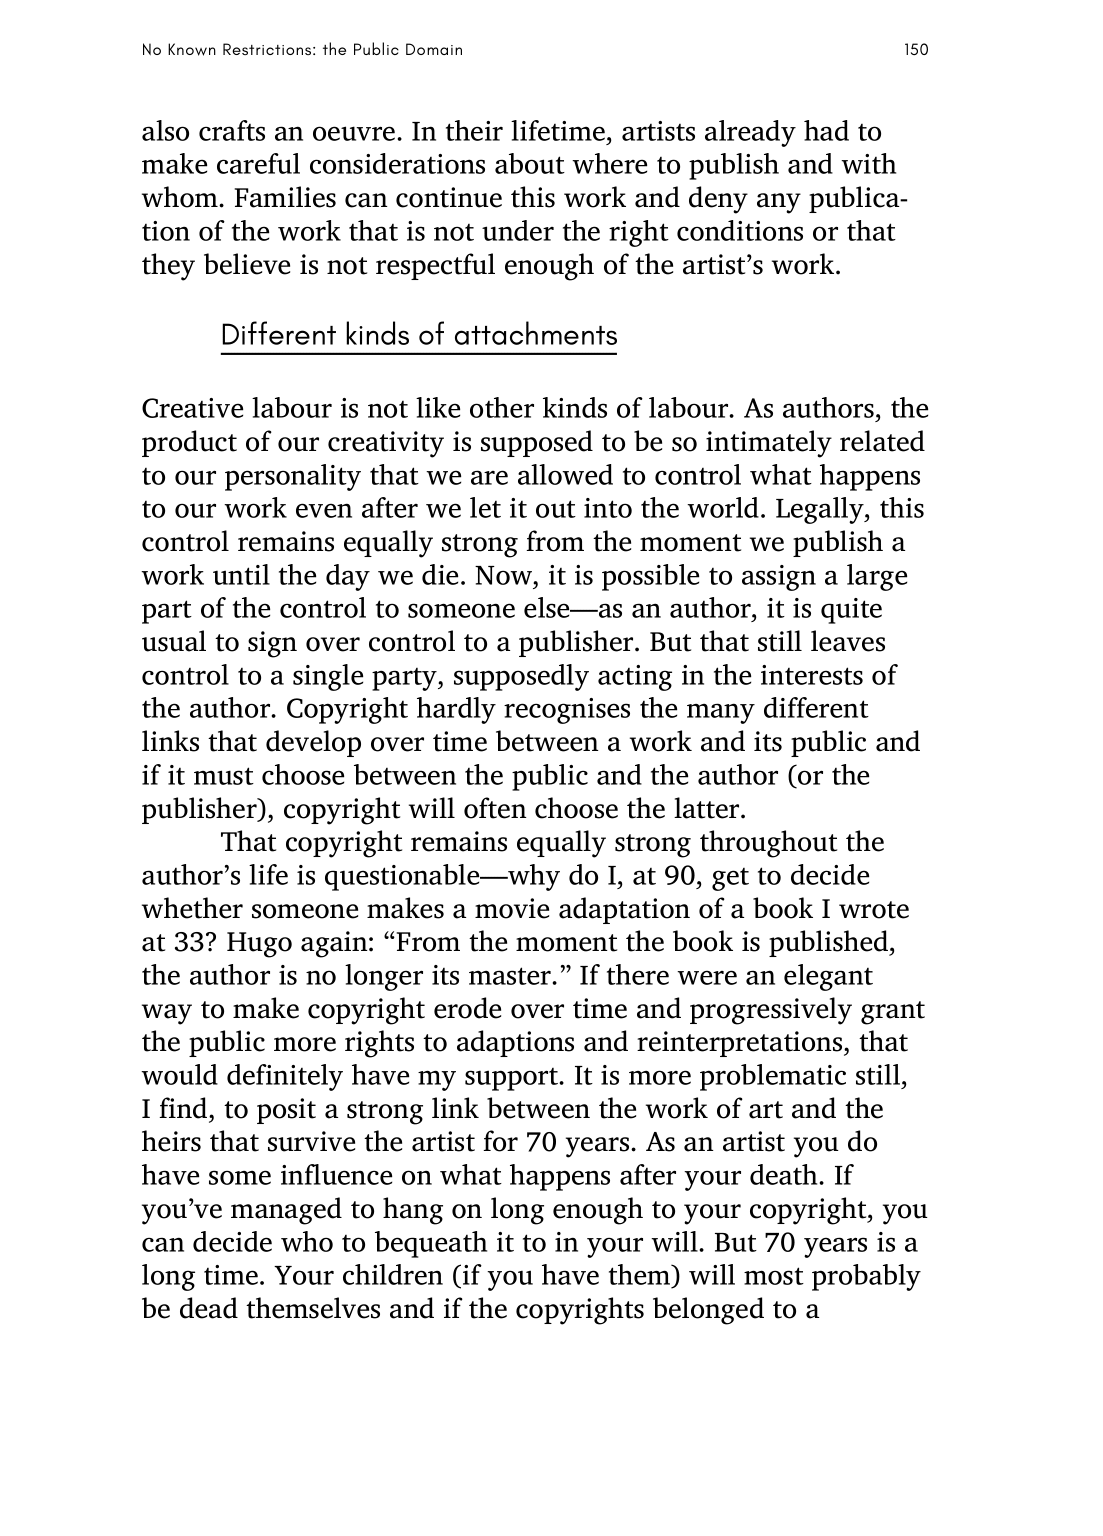 No Known Restrictions: the Public Domain 150
also crafts an oeuvre. In their lifetime, artists already had to
make careful considerations about where to publish and with
whom. Families can continue this work and deny any publica-
tion of the work that is not under the right conditions or that
they believe is not respectful enough of the artist’s work.
Different kinds of attachments
Creative labour is not like other kinds of labour. As authors, the
product of our creativity is supposed to be so intimately related
to our personality that we are allowed to control what happens
to our work even after we let it out into the world. Legally, this
control remains equally strong from the moment we publish a
work until the day we die. Now, it is possible to assign a large
part of the control to someone else—as an author, it is quite
usual to sign over control to a publisher. But that still leaves
control to a single party, supposedly acting in the interests of
the author. Copyright hardly recognises the many different
links that develop over time between a work and its public and
if it must choose between the public and the author (or the
publisher), copyright will often choose the latter.
That copyright remains equally strong throughout the
author’s life is questionable—why do I, at 90, get to decide
whether someone makes a movie adaptation of a book I wrote
at 33? Hugo again: “From the moment the book is published,
the author is no longer its master.” If there were an elegant
way to make copyright erode over time and progressively grant
the public more rights to adaptions and reinterpretations, that
would definitely have my support. It is more problematic still,
I find, to posit a strong link between the work of art and the
heirs that survive the artist for 70 years. As an artist you do
have some influence on what happens after your death. If
you’ve managed to hang on long enough to your copyright, you
can decide who to bequeath it to in your will. But 70 years is a
long time. Your children (if you have them) will most probably
be dead themselves and if the copyrights belonged to a